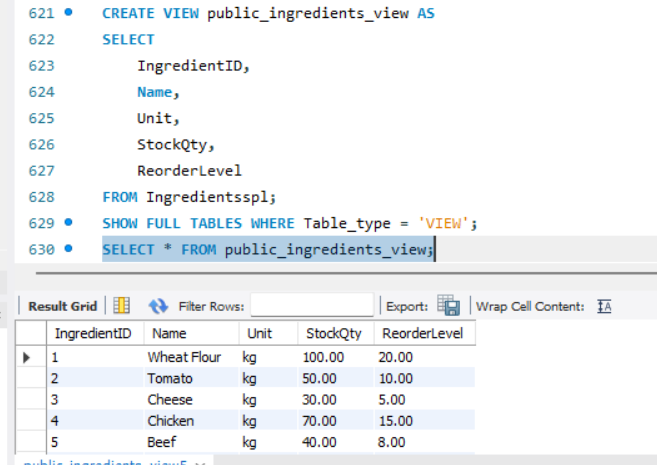 621 CREATE VIEW public_ingredients_view AS
622 SELECT
623 IngredientID,
624 Name,
625 Unit,
626 StockQty,
627 ReorderLevel
628 FROM Ingredientsspl;
629 SHOW FULL TABLES WHERE Table_type = 'VIEW';
630 SELECT * FROM public_ingredients_view;
Result Grid Filter Rows: Export: Wrap Cell Content: IA
IngredientID Name Unit StockQty ReorderLevel
1 Wheat Flour kg 100.00 20.00
2 Tomato kg 50.00 10.00
3 Cheese kg 30.00 5.00
4 Chicken kg 70.00 15.00
5 Beef kg 40.00 8.00
public_ingredients_view5